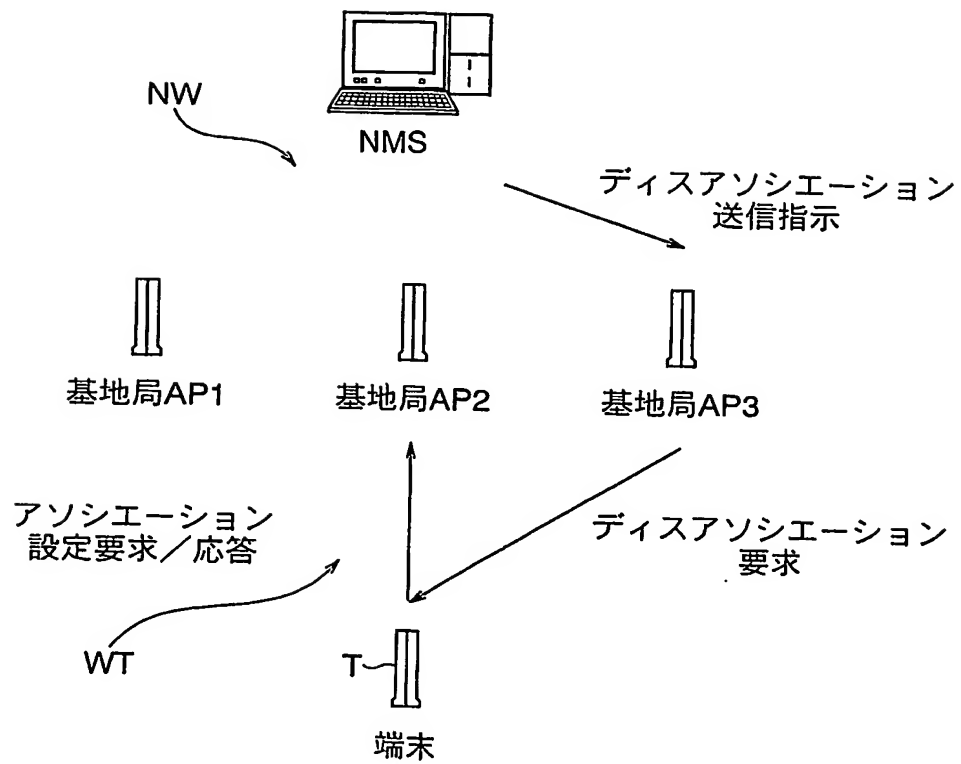 NW
NMS
ディスアソシエーション
送信指示
基地局AP1
基地局AP2
基地局AP3
アソシエーション
設定要求／応答
ディスアソシエーション
要求
WT
T
端末